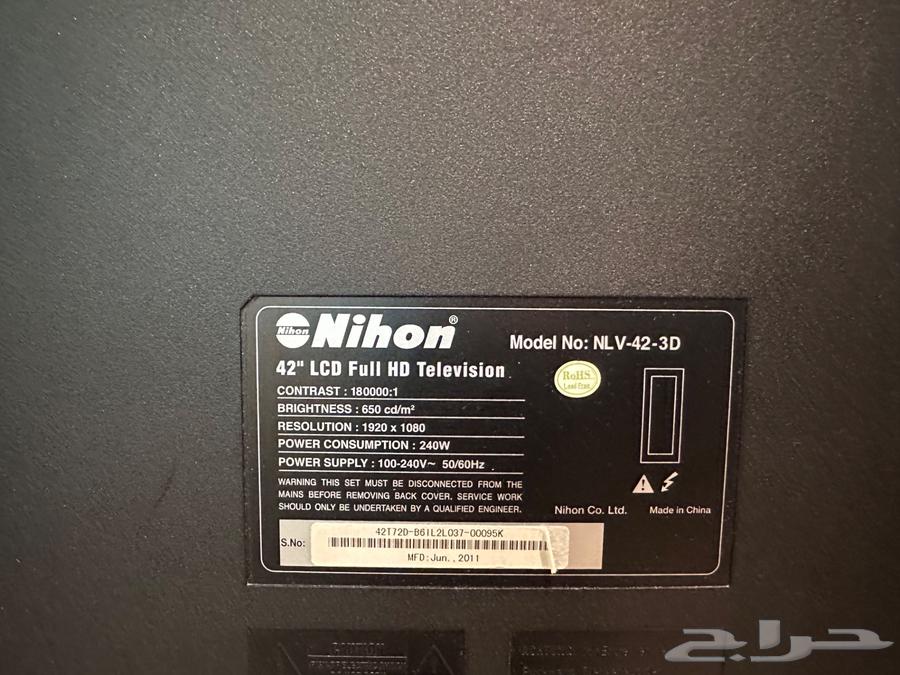 Nihon Nihon®
Model No: NLV-42-3D
42" LCD Full HD Television
RoHS
Lead Free
CONTRAST : 180000:1
BRIGHTNESS : 650 cd/m²
RESOLUTION : 1920 x 1080
POWER CONSUMPTION : 240W
POWER SUPPLY : 100-240V~ 50/60Hz
WARNING THIS SET MUST BE DISCONNECTED FROM THE
MAINS BEFORE REMOVING BACK COVER. SERVICE WORK
SHOULD ONLY BE UNDERTAKEN BY A QUALIFIED ENGINEER.
Nihon Co. Ltd. Made in China
S.No: 42T72D-B61L2L037-00095K
MFD:Jun.,2011
CAUTION
حراج